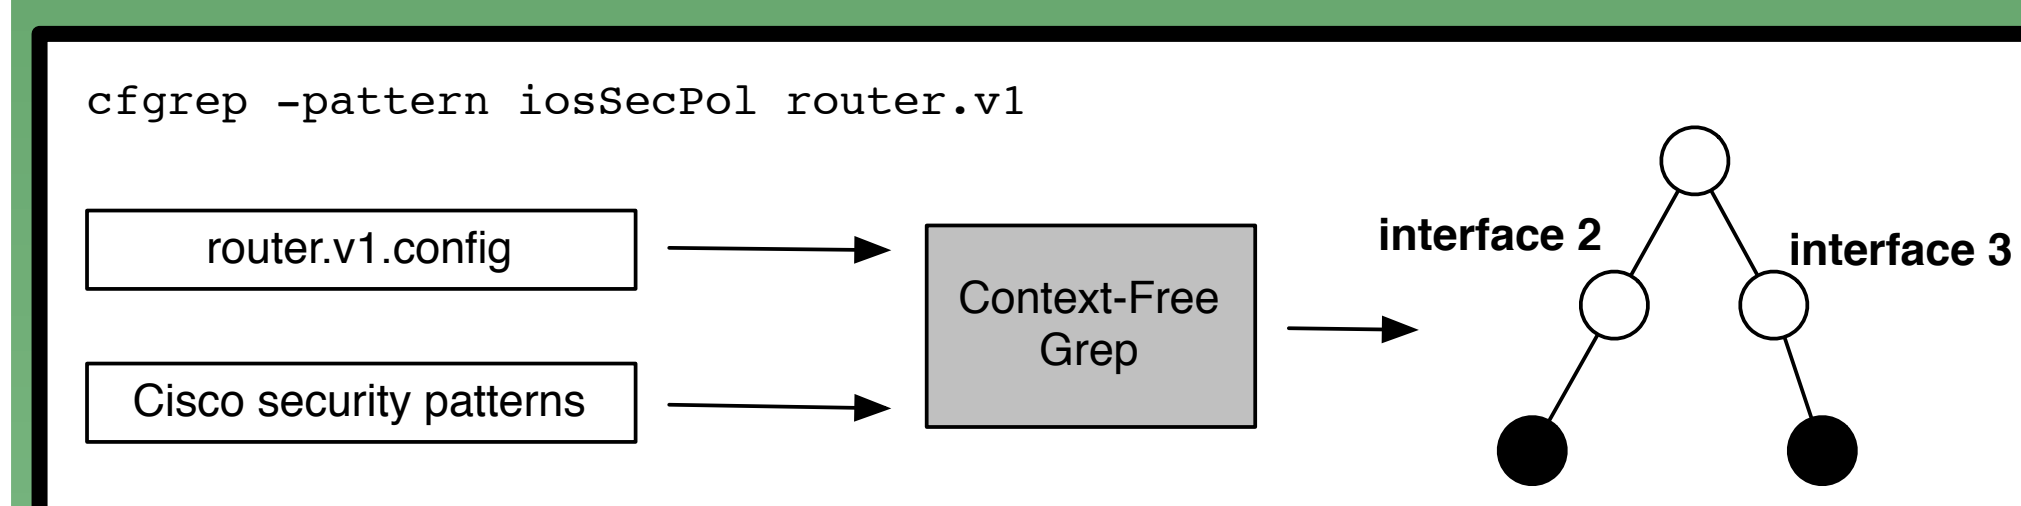 cfgrep -pattern iosSecPol router.v1
router.v1.config
Cisco security patterns
Context-Free
Grep
interface 2
interface 3